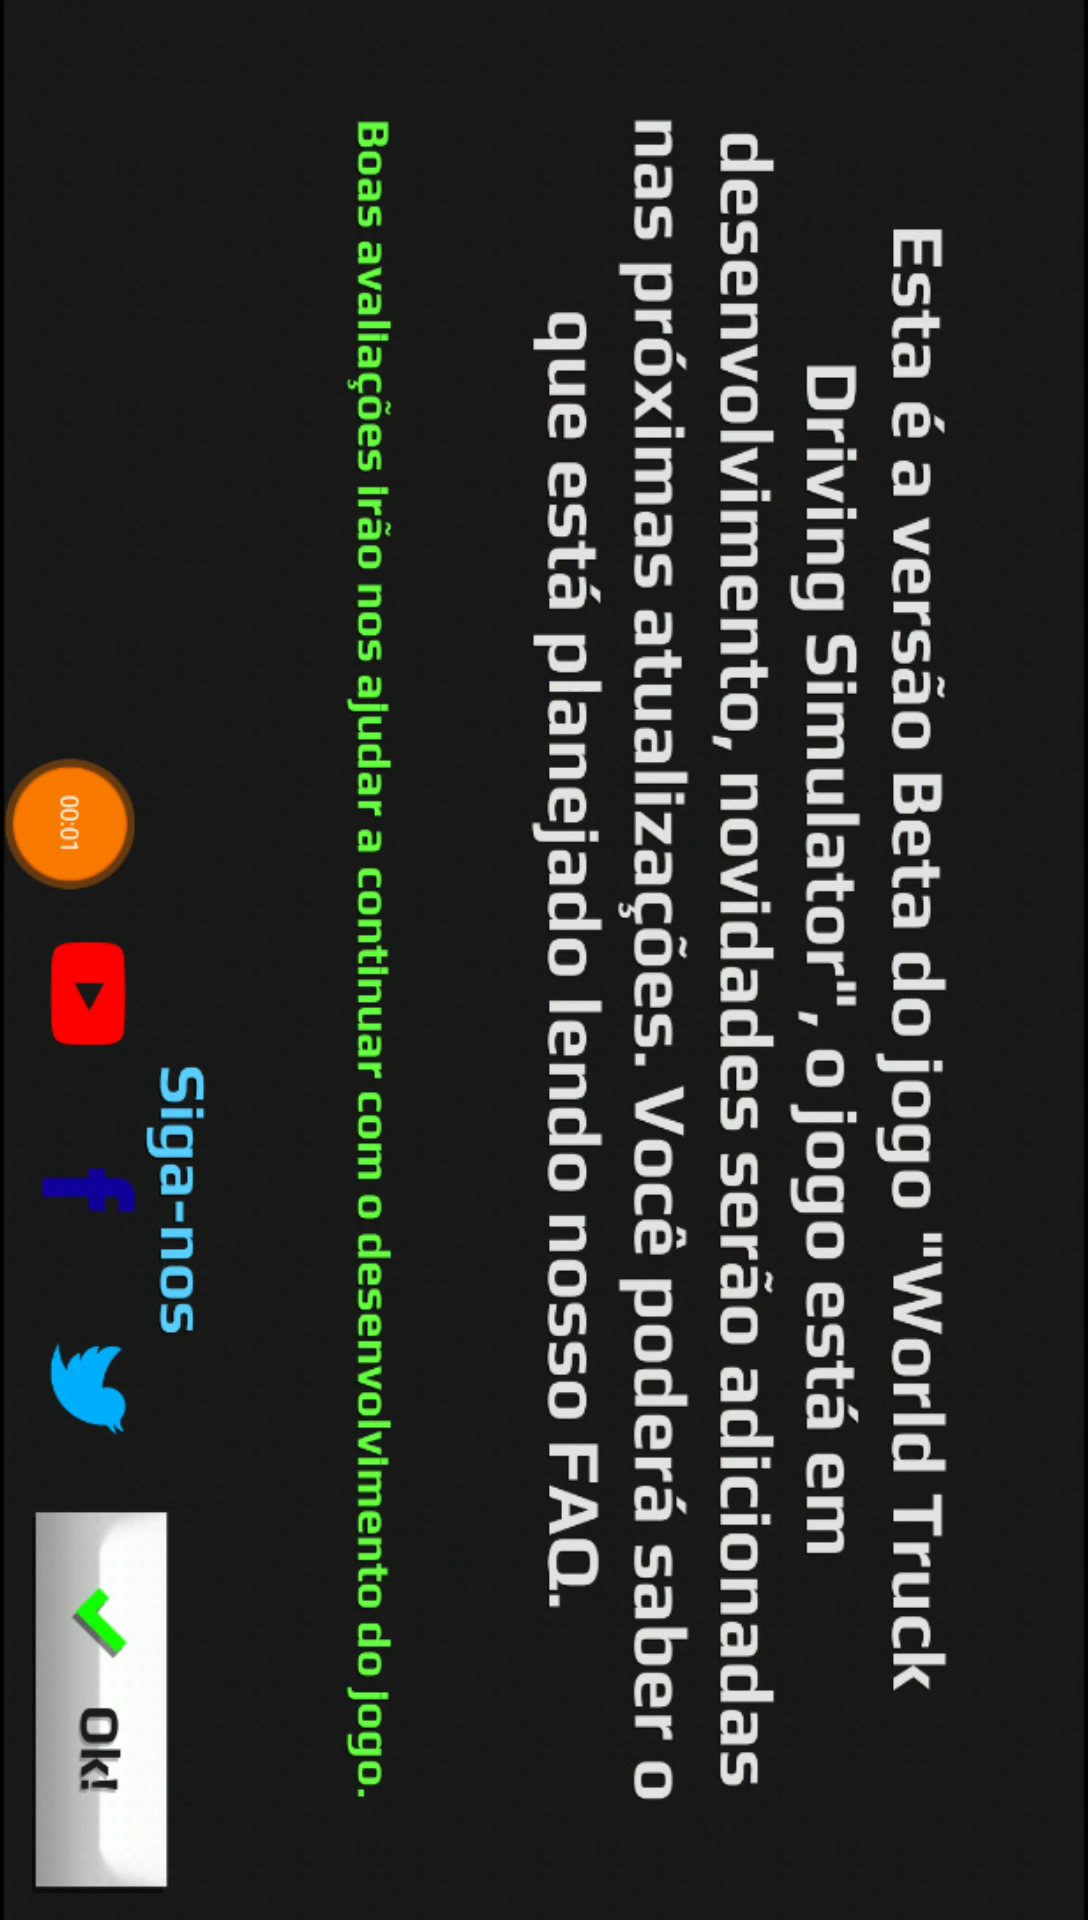 Esta é a versão Beta do jogo "World Truck
Driving Simulator", o jogo está em
desenvolvimento, novidades serão adicionadas
nas próximas atualizações. Você poderá saber o
que está planejado lendo nosso FAQ.
Boas avaliações irão nos ajudar a continuar com o desenvolvimento do jogo.
Siga-nos
00:01
Ok!